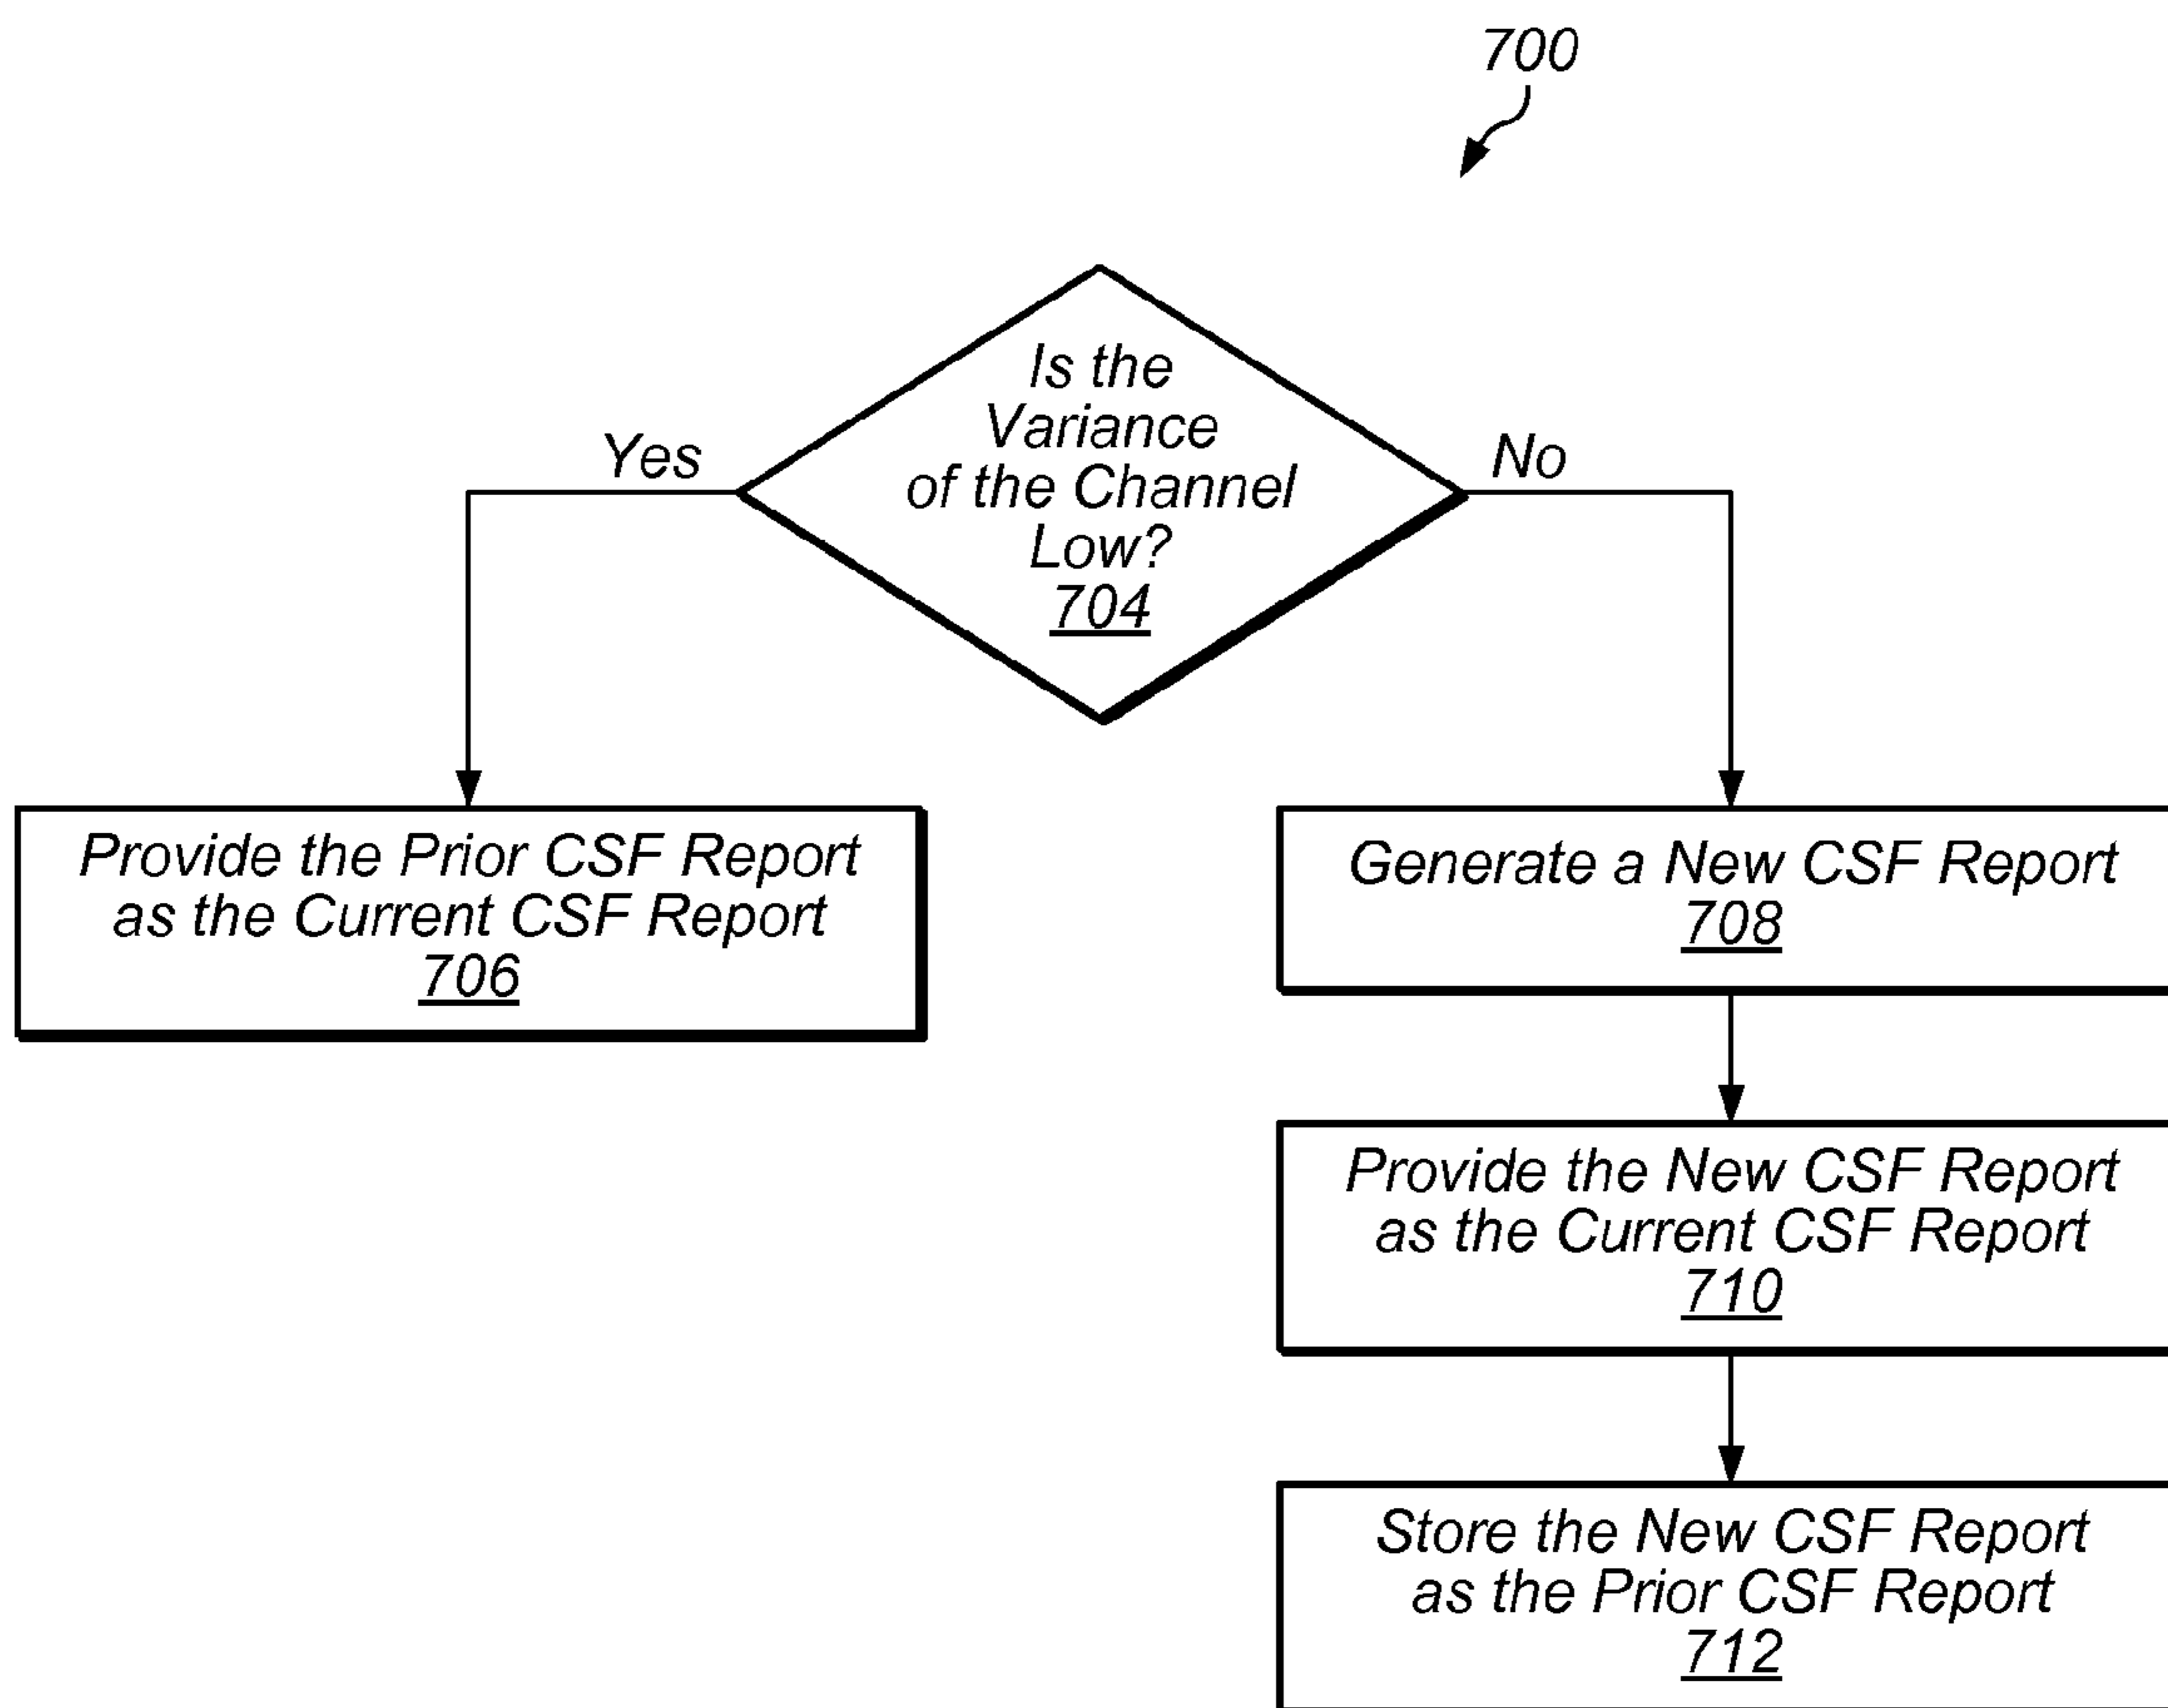 700
Is the
Variance
of the Channel
Low?
704
Yes
No
Provide the Prior CSF Report
as the Current CSF Report
706
Generate a New CSF Report
708
Provide the New CSF Report
as the Current CSF Report
710
Store the New CSF Report
as the Prior CSF Report
712